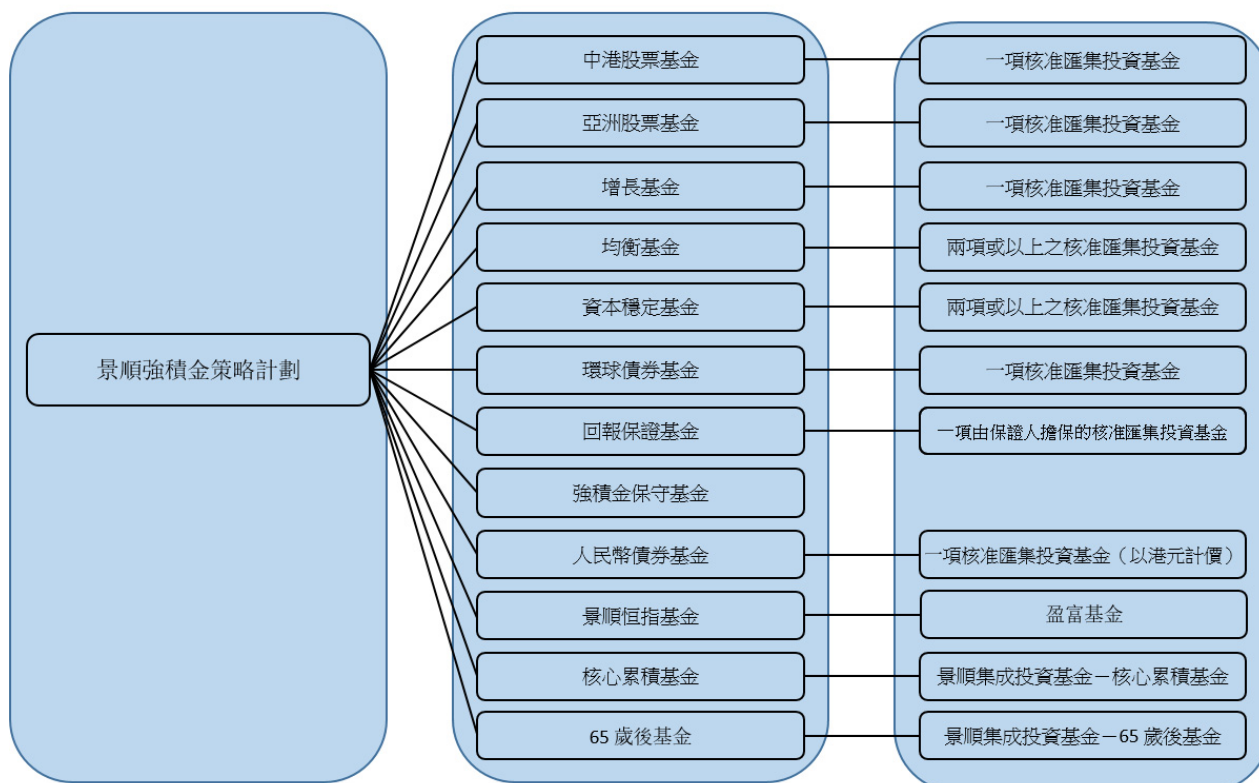 景順強積金策略計劃
中港股票基金
一項核准匯集投資基金
亞洲股票基金
一項核准匯集投資基金
增長基金
一項核准匯集投資基金
均衡基金
兩項或以上之核准匯集投資基金
資本穩定基金
兩項或以上之核准匯集投資基金
環球債券基金
一項核准匯集投資基金
回報保證基金
一項由保證人擔保的核准匯集投資基金
強積金保守基金
人民幣債券基金
一項核准匯集投資基金（以港元計價）
景順恒指基金
盈富基金
核心累積基金
景順集成投資基金－核心累積基金
65 歲後基金
景順集成投資基金－65 歲後基金